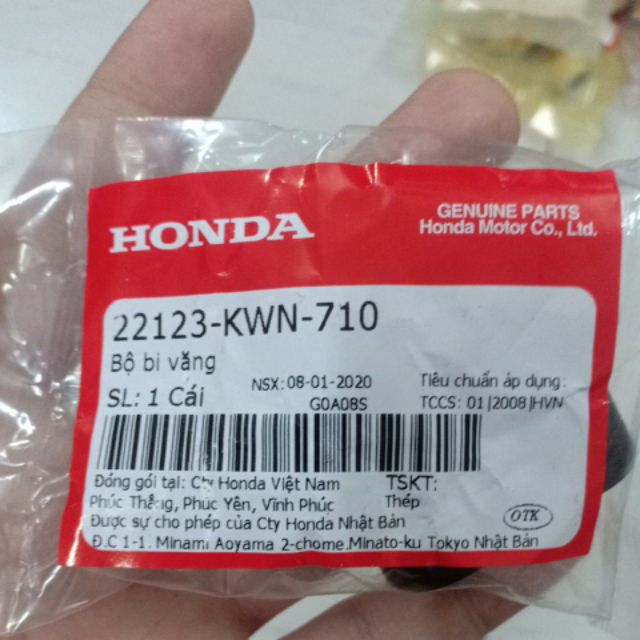 HONDA
GENUINE PARTS
Honda Motor Co., Ltd.
22123-KWN-710
Bộ bi văng
SL: 1 Cái
NSX: 08-01-2020
G0A08S
Tiêu chuẩn áp dụng:
TCCS: 01|2008|HVN
Đóng gói tại: Cty Honda Việt Nam
Phúc Thắng, Phúc Yên, Vĩnh Phúc
TSKT:
Thép
Được sự cho phép của Cty Honda Nhật Bản
Đ.C 1-1. Minami Aoyama 2-chome.Minato-ku Tokyo Nhật Bản
OTK